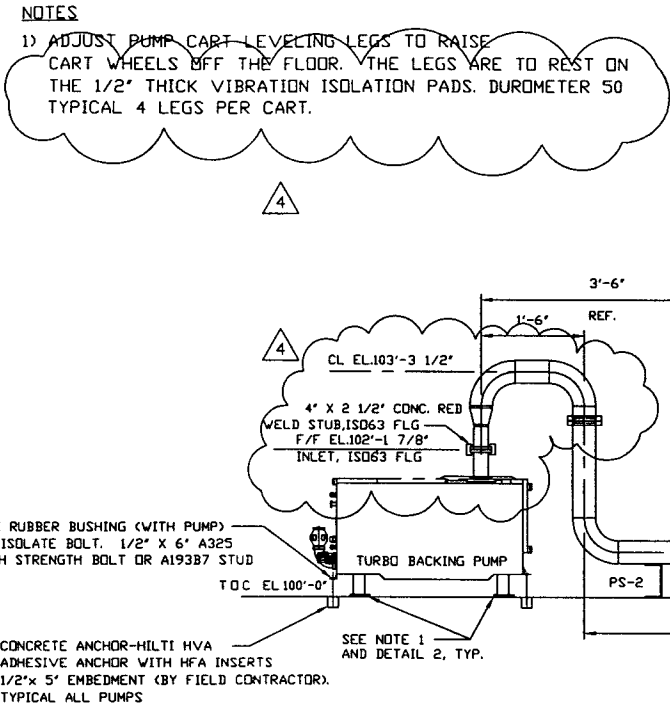 NOTES
1) ADJUST PUMP CART LEVELING LEGS TO RAISE
CART WHEELS OFF THE FLOOR. THE LEGS ARE TO REST ON
THE 1/2" THICK VIBRATION ISOLATION PADS. DUROMETER 50
TYPICAL 4 LEGS PER CART.
4
3'-6"
1'-6"
REF.
4
CL EL.103'-3 1/2"
4" X 2 1/2" CONC. RED
WELD STUB,ISO63 FLG
F/F EL.102'-1 7/8"
INLET, ISO63 FLG
RUBBER BUSHING (WITH PUMP)
ISOLATE BOLT. 1/2" X 6" A325
H STRENGTH BOLT OR A193B7 STUD
TURBO BACKING PUMP
TOC EL 100'-0"
PS-2
CONCRETE ANCHOR-HILTI HVA
ADHESIVE ANCHOR WITH HFA INSERTS
1/2"x 5" EMBEDMENT (BY FIELD CONTRACTOR).
TYPICAL ALL PUMPS
SEE NOTE 1
AND DETAIL 2, TYP.